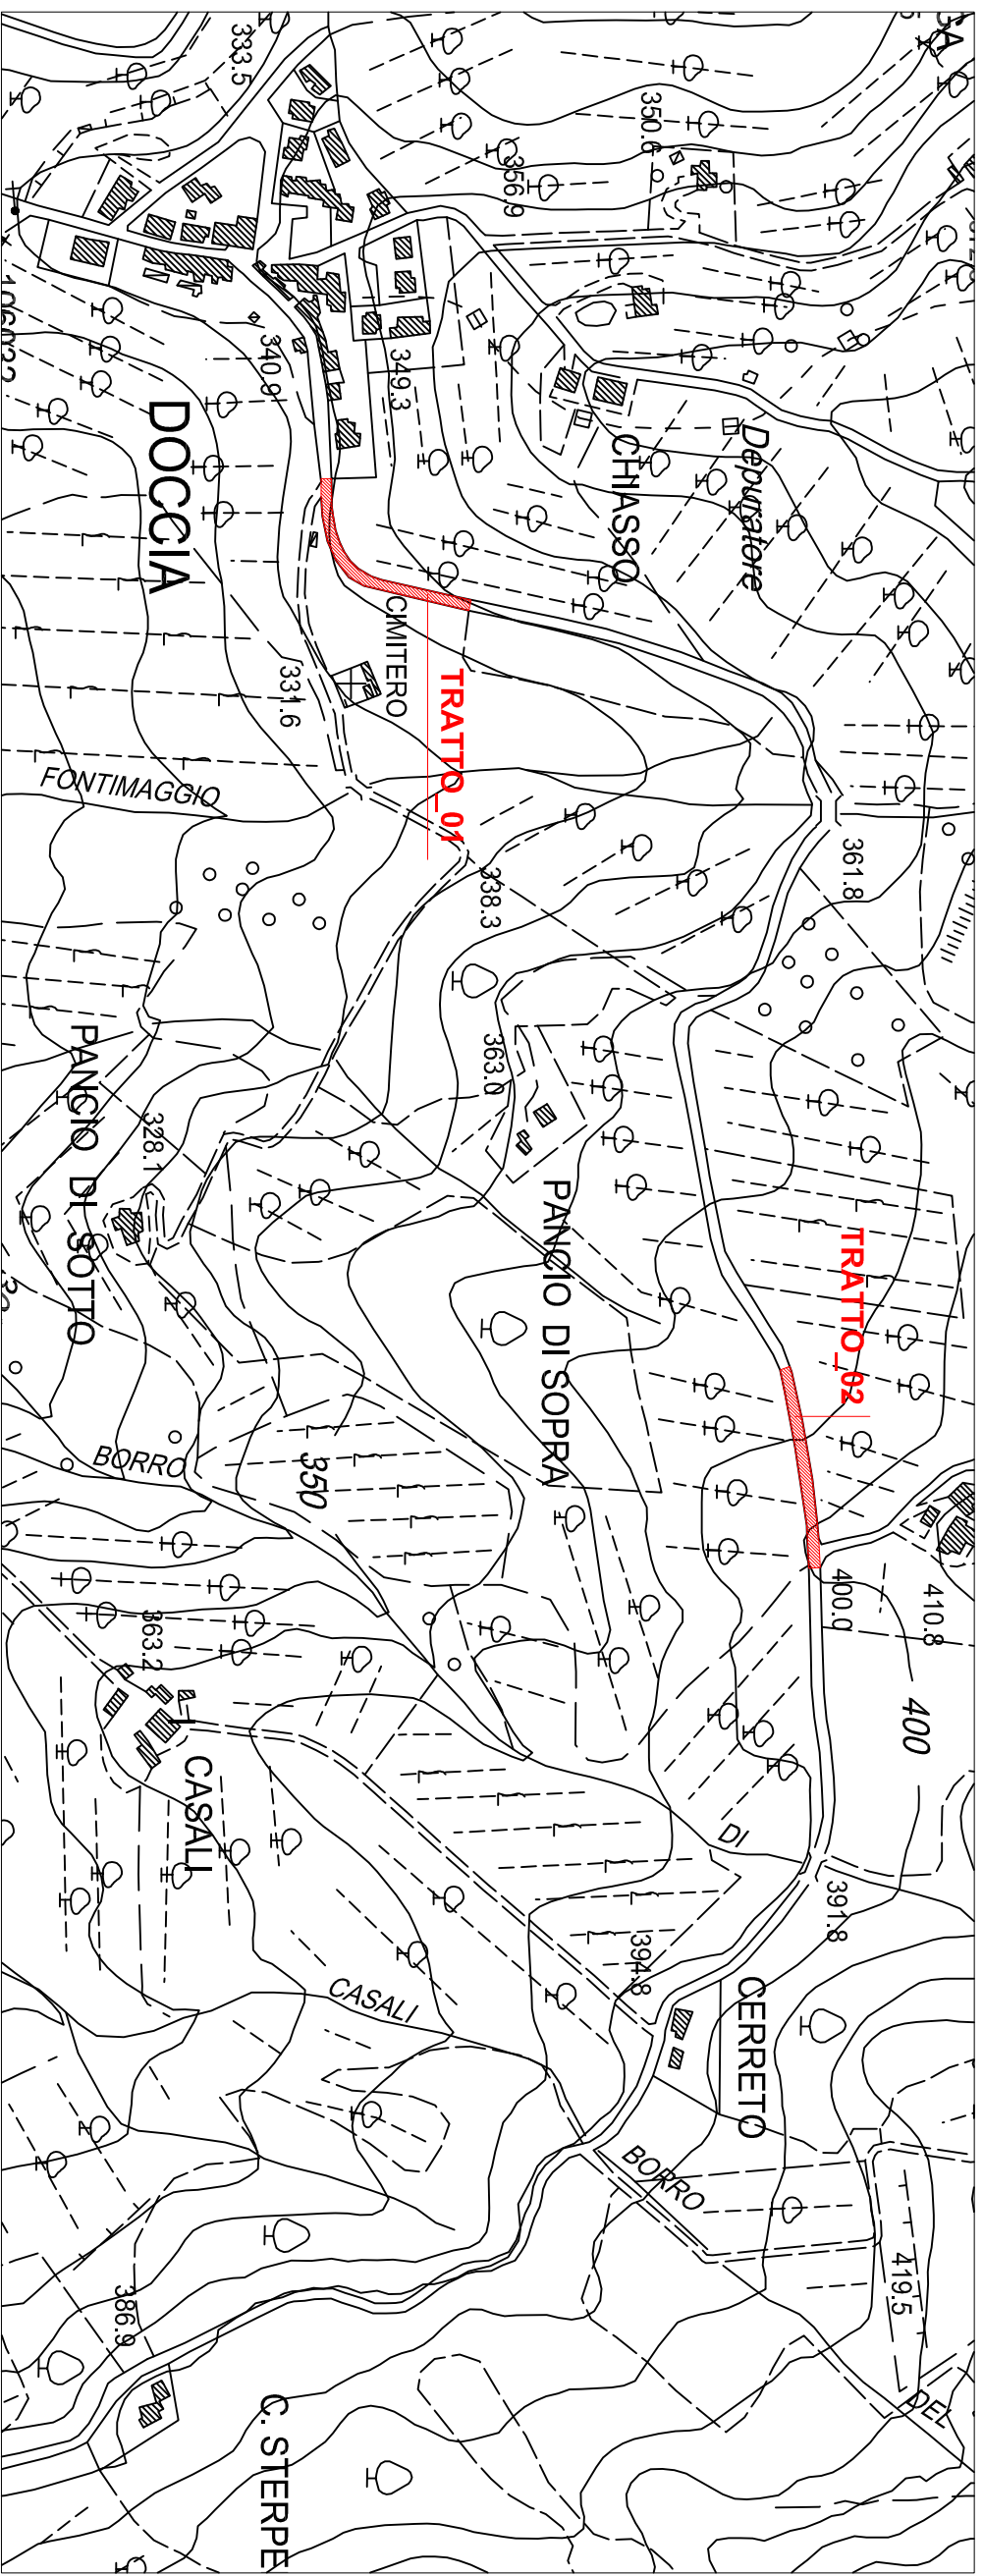 333.5
350.6
356.9
340.9
349.3
DOCCIA
CHIASSO
Depuratore
CIMITERO
331.6
TRATTO_01
FONTIMAGGIO
338.3
361.8
363.0
PANCIO DI SOTTO
328.1
PANCIO DI SOPRA
TRATTO_02
BORRO
350
400.0
410.8
400
363.2
CASALI
DI
391.8
394.8
CASALI
CERRETO
BORRO
419.5
386.9
DEL
C. STERPE